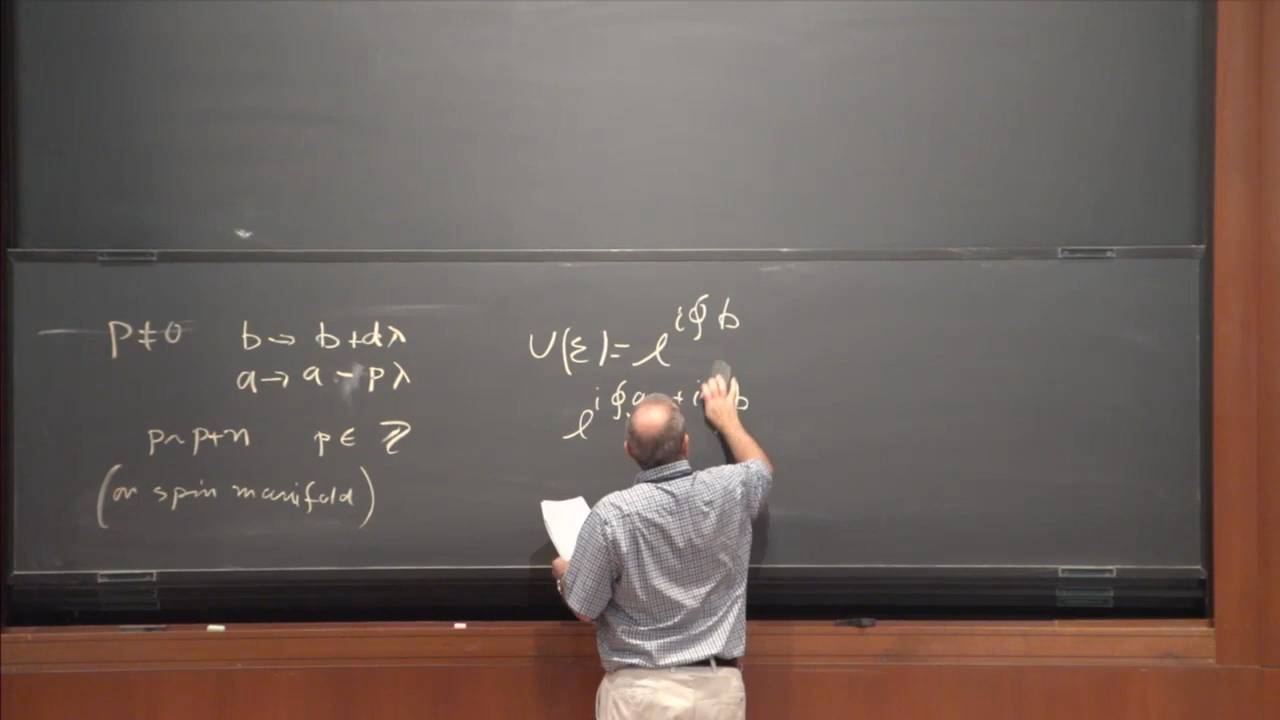 p ≠ 0 b → b + dλ
a → a - pλ
p ~ p+n p ∈ ℤ
(on spin manifold)
U(Σ) = e^{i∮b}
e^{i∮a + i b}